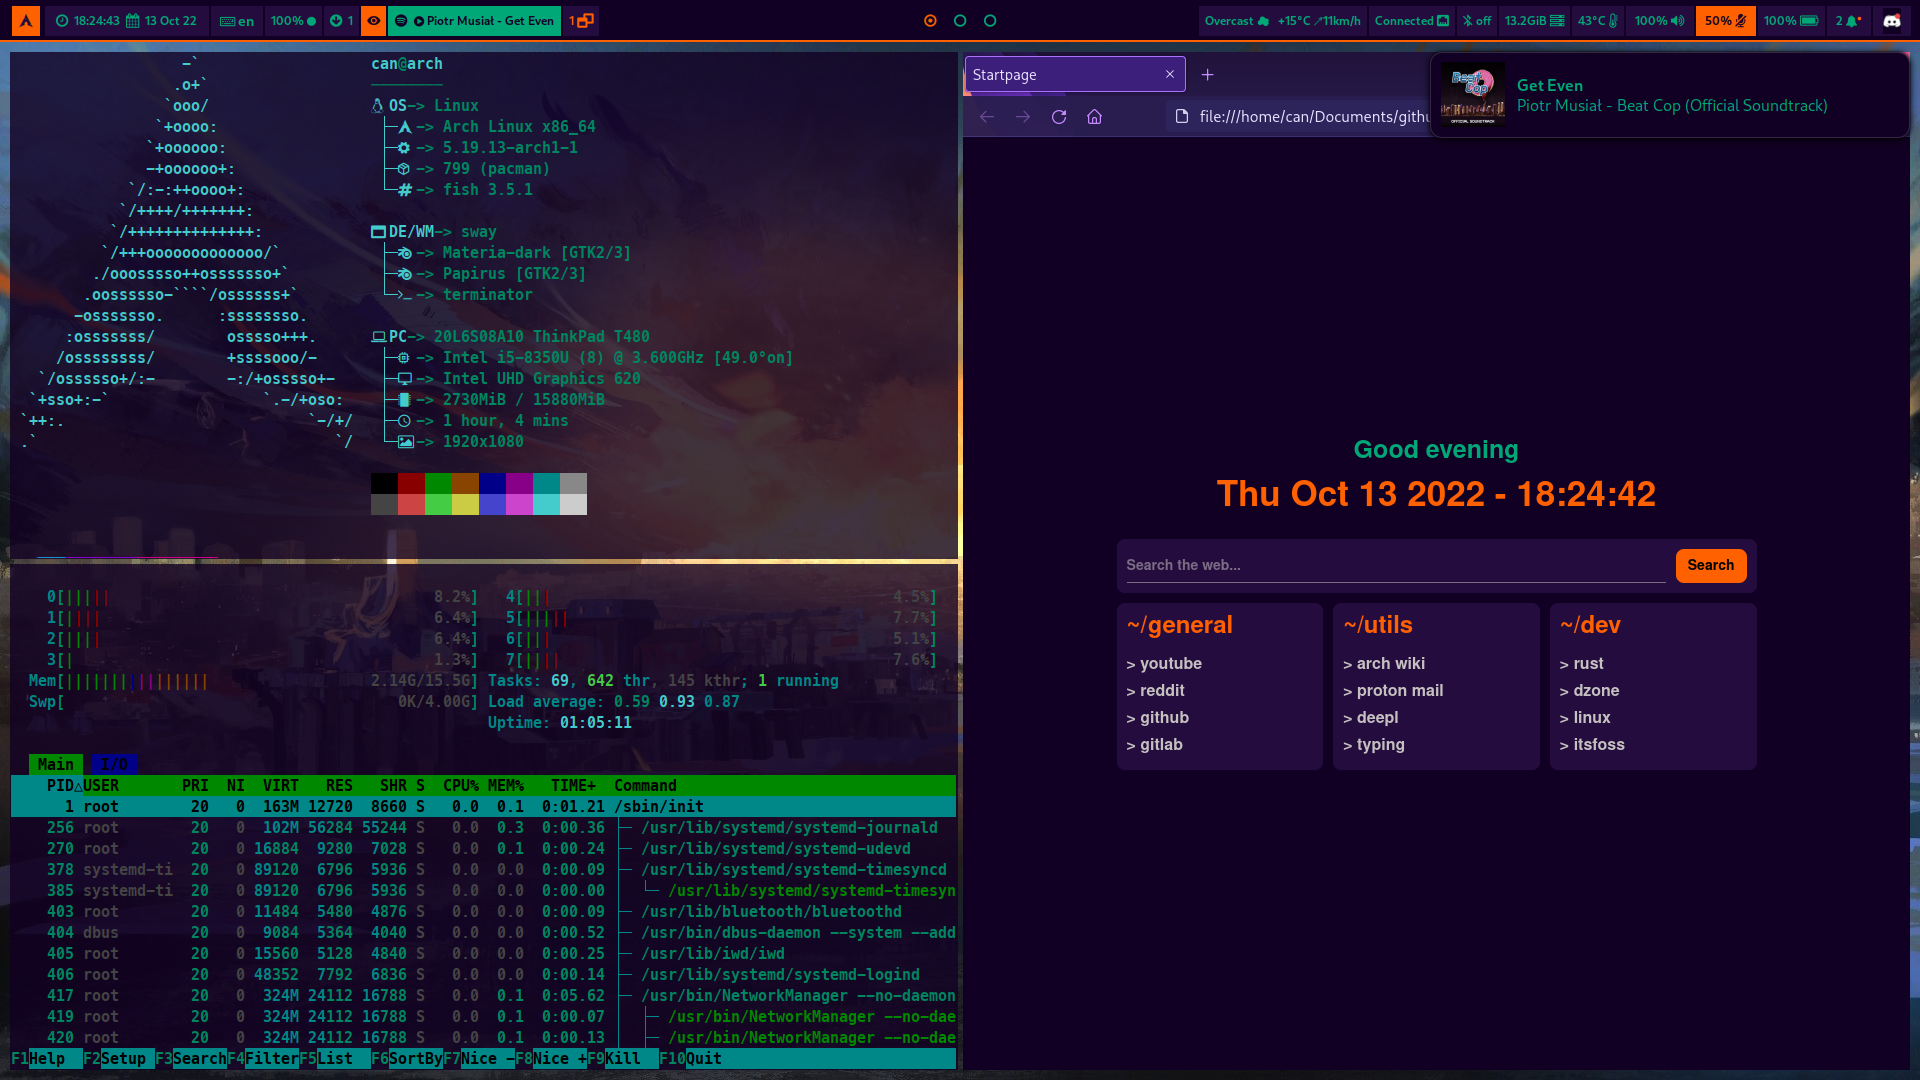 18:24:43 13 Oct 22 en 100% 1 Piotr Musiał - Get Even 1
Overcast +15°C ↗11km/h Connected off 13.2GiB 43°C 100% 50% 100% 2
can@arch
OS-> Linux
-> Arch Linux x86_64
-> 5.19.13-arch1-1
-> 799 (pacman)
-> fish 3.5.1
DE/WM-> sway
-> Materia-dark [GTK2/3]
-> Papirus [GTK2/3]
-> terminator
PC-> 20L6S08A10 ThinkPad T480
-> Intel i5-8350U (8) @ 3.600GHz [49.0°on]
-> Intel UHD Graphics 620
-> 2730MiB / 15880MiB
-> 1 hour, 4 mins
-> 1920x1080
0[||||| 8.2%] 4[||| 4.5%]
1[|||| 6.4%] 5[||||| 7.7%]
2[|||| 6.4%] 6[||| 5.1%]
3[| 1.3%] 7[|||| 7.6%]
Mem[|||||||||||||||| 2.14G/15.5G] Tasks: 69, 642 thr, 145 kthr; 1 running
Swp[ 0K/4.00G] Load average: 0.59 0.93 0.87
Uptime: 01:05:11
Main I/O
PID△USER PRI NI VIRT RES SHR S CPU% MEM% TIME+ Command
1 root 20 0 163M 12720 8660 S 0.0 0.1 0:01.21 /sbin/init
256 root 20 0 102M 56284 55244 S 0.0 0.3 0:00.36 ├─ /usr/lib/systemd/systemd-journald
270 root 20 0 16884 9280 7028 S 0.0 0.1 0:00.24 ├─ /usr/lib/systemd/systemd-udevd
378 systemd-ti 20 0 89120 6796 5936 S 0.0 0.0 0:00.09 ├─ /usr/lib/systemd/systemd-timesyncd
385 systemd-ti 20 0 89120 6796 5936 S 0.0 0.0 0:00.00 │ └─ /usr/lib/systemd/systemd-timesyn
403 root 20 0 11484 5480 4876 S 0.0 0.0 0:00.09 ├─ /usr/lib/bluetooth/bluetoothd
404 dbus 20 0 9084 5364 4040 S 0.0 0.0 0:00.52 ├─ /usr/bin/dbus-daemon --system --add
405 root 20 0 15560 5128 4840 S 0.0 0.0 0:00.25 ├─ /usr/lib/iwd/iwd
406 root 20 0 48352 7792 6836 S 0.0 0.0 0:00.14 ├─ /usr/lib/systemd/systemd-logind
417 root 20 0 324M 24112 16788 S 0.0 0.1 0:05.62 ├─ /usr/bin/NetworkManager --no-daemon
419 root 20 0 324M 24112 16788 S 0.0 0.1 0:00.07 │ ├─ /usr/bin/NetworkManager --no-dae
420 root 20 0 324M 24112 16788 S 0.0 0.1 0:00.13 │ ├─ /usr/bin/NetworkManager --no-dae
F1Help F2Setup F3SearchF4FilterF5List F6SortByF7Nice -F8Nice +F9Kill F10Quit
Startpage × +
file:///home/can/Documents/githu
Beat Cop
Get Even
Piotr Musiał - Beat Cop (Official Soundtrack)
Good evening
Thu Oct 13 2022 - 18:24:42
Search the web... Search
~/general
> youtube
> reddit
> github
> gitlab
~/utils
> arch wiki
> proton mail
> deepl
> typing
~/dev
> rust
> dzone
> linux
> itsfoss